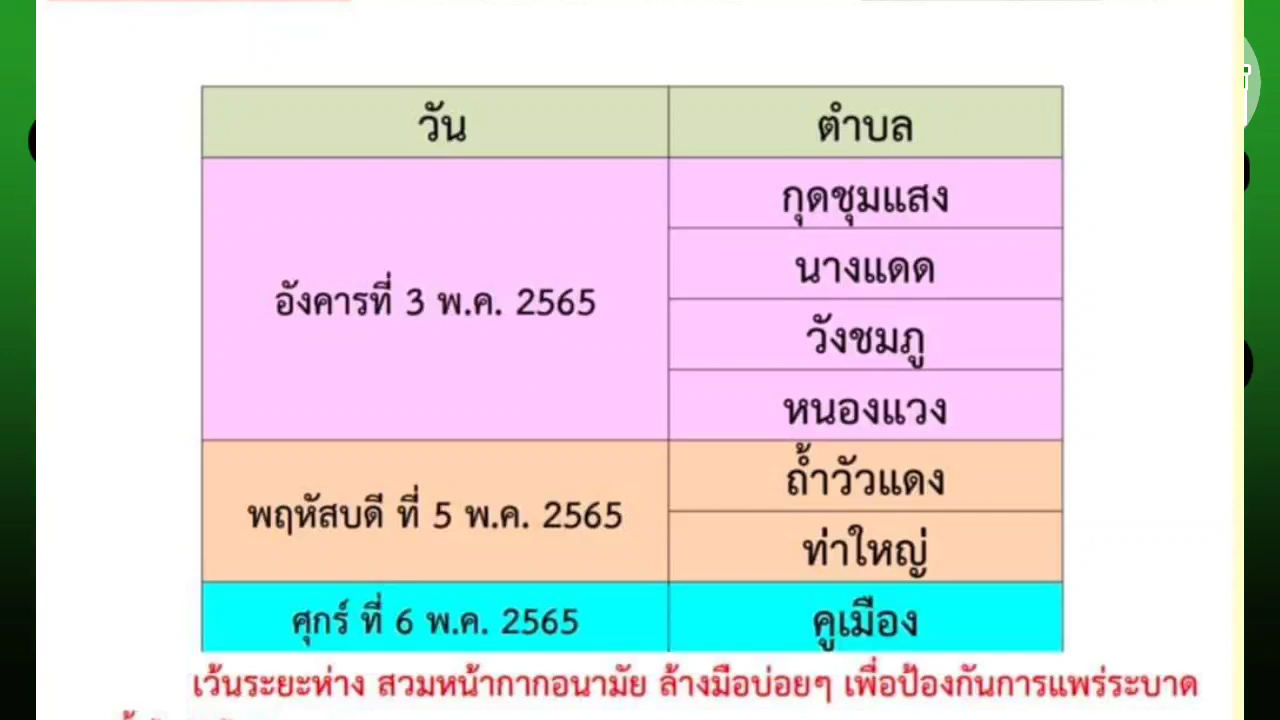 วัน ตำบล
กุดชุมแสง
นางแดด
อังคารที่ 3 พ.ค. 2565
วังชมภู
หนองแวง
ถ้ำวัวแดง
พฤหัสบดี ที่ 5 พ.ค. 2565
ท่าใหญ่
ศุกร์ ที่ 6 พ.ค. 2565 คูเมือง
เว้นระยะห่าง สวมหน้ากากอนามัย ล้างมือบ่อยๆ เพื่อป้องกันการแพร่ระบาด